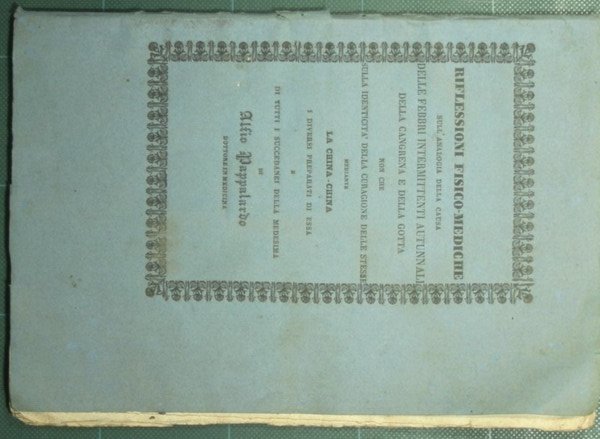 RIFLESSIONI FISICO-MEDICHE
SULL'ANALOGIA DELLA CAUSA
DELLE FEBBRI INTERMITTENTI AUTUNNALI
DELLA CANGRENA E DELLA GOTTA
NON CHE
SULLA IDENTICITA' DELLA CURAGIONE DELLE STESSE
MEDIANTE
LA CHINA-CHINA
I DIVERSI PREPARATI DI ESSA
E
DI TUTTI I SUCCEDANEI DELLA MEDESIMA
DI
Alfio Pappalardo
DOTTORE IN MEDICINA